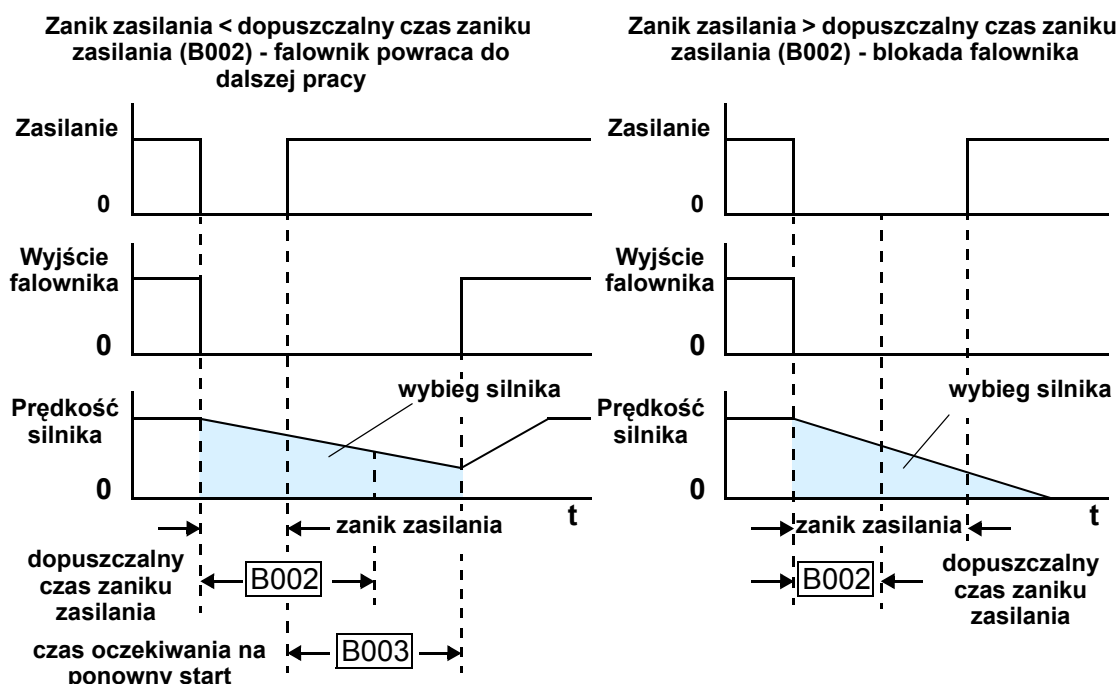 Zanik zasilania < dopuszczalny czas zaniku
zasilania (B002) - falownik powraca do
dalszej pracy
Zasilanie
0
Wyjście
falownika
0
wybieg silnika
Prędkość
silnika
0
t
zanik zasilania
dopuszczalny
czas zaniku
zasilania
B002
czas oczekiwania na
ponowny start
B003
Zanik zasilania > dopuszczalny czas zaniku
zasilania (B002) - blokada falownika
Zasilanie
0
Wyjście
falownika
0
wybieg silnika
Prędkość
silnika
0
t
zanik zasilania
B002
dopuszczalny
czas zaniku
zasilania